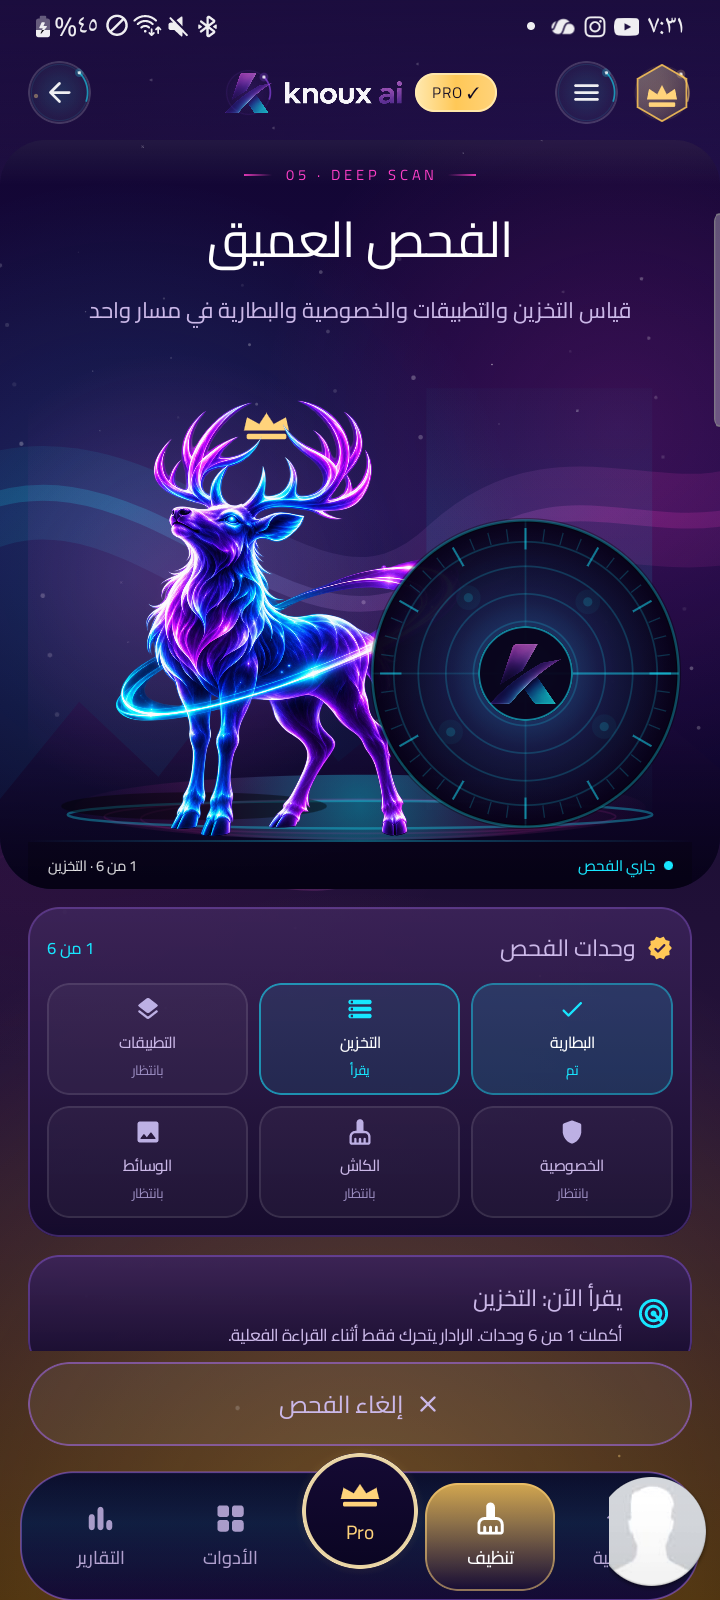 ٧:٣١
%٤٥
knoux ai
PRO ✓
05 · DEEP SCAN
الفحص العميق
قياس التخزين والتطبيقات والخصوصية والبطارية في مسار واحد
جاري الفحص
1 من 6 · التخزين
وحدات الفحص
1 من 6
البطارية
تم
التخزين
يقرأ
التطبيقات
بانتظار
الخصوصية
بانتظار
الكاش
بانتظار
الوسائط
بانتظار
يقرأ الآن: التخزين
أكملت 1 من 6 وحدات. الرادار يتحرك فقط أثناء القراءة الفعلية.
إلغاء الفحص
تنظيف
Pro
الأدوات
التقارير